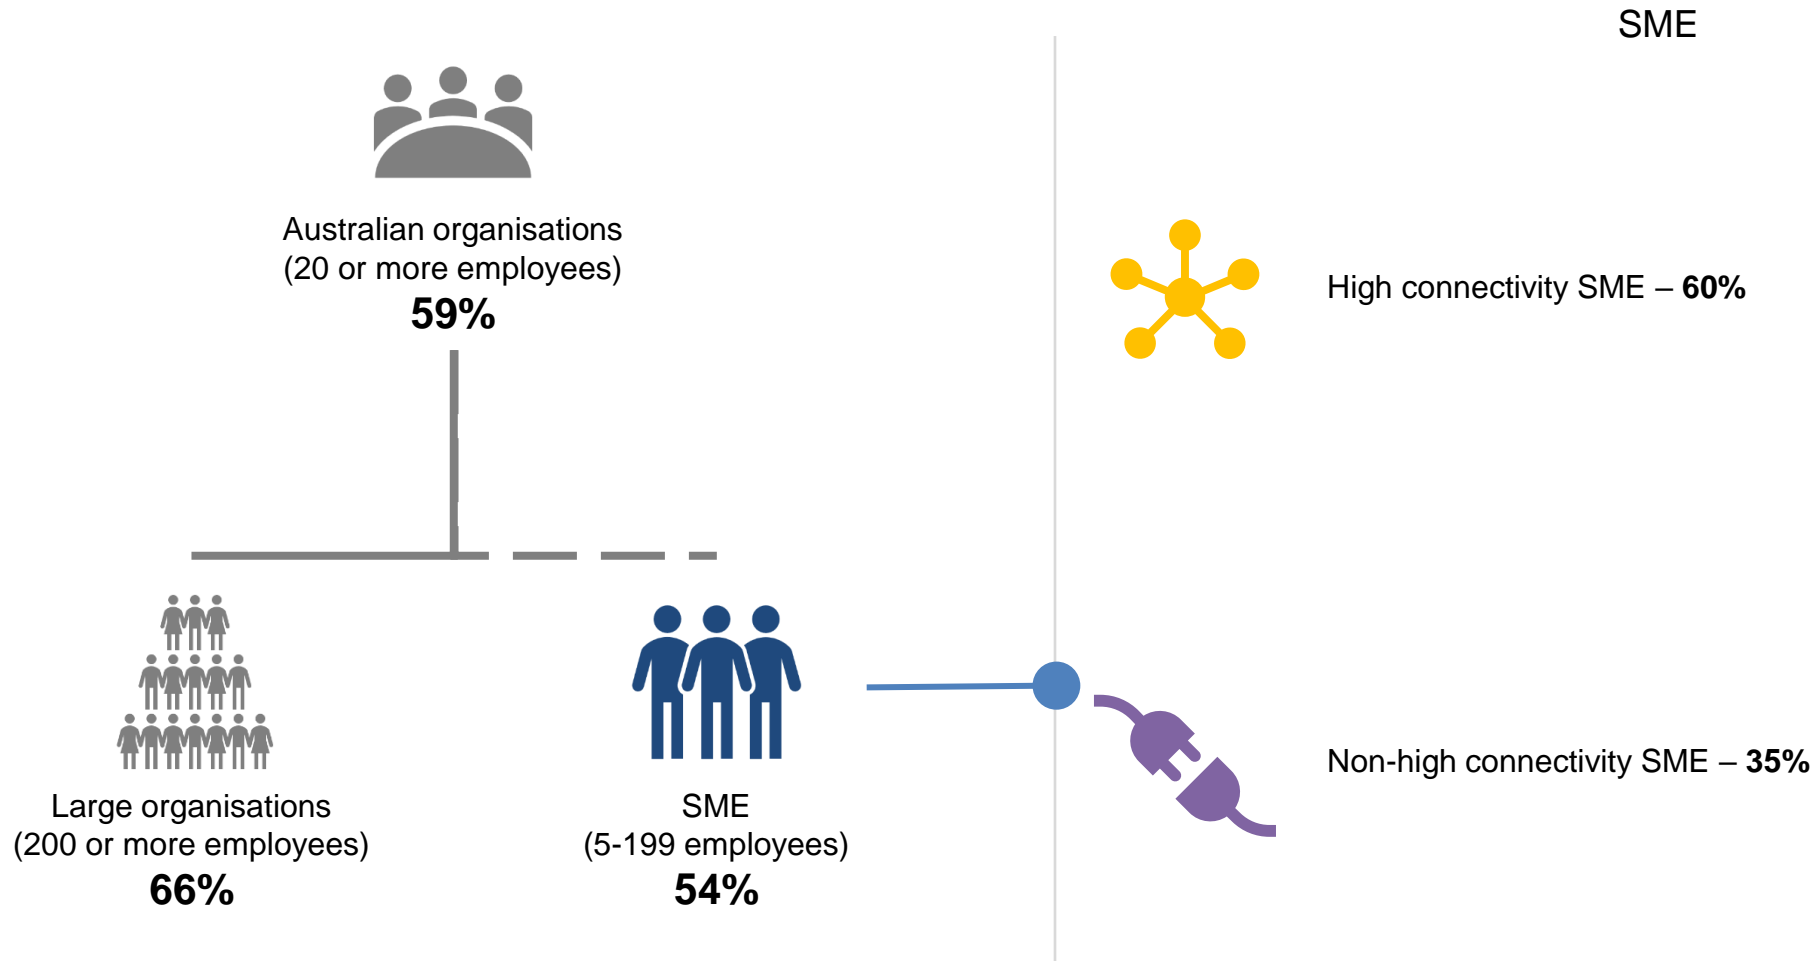 SME
Australian organisations
(20 or more employees)
59%
High connectivity SME – 60%
Large organisations
(200 or more employees)
66%
SME
(5-199 employees)
54%
Non-high connectivity SME – 35%